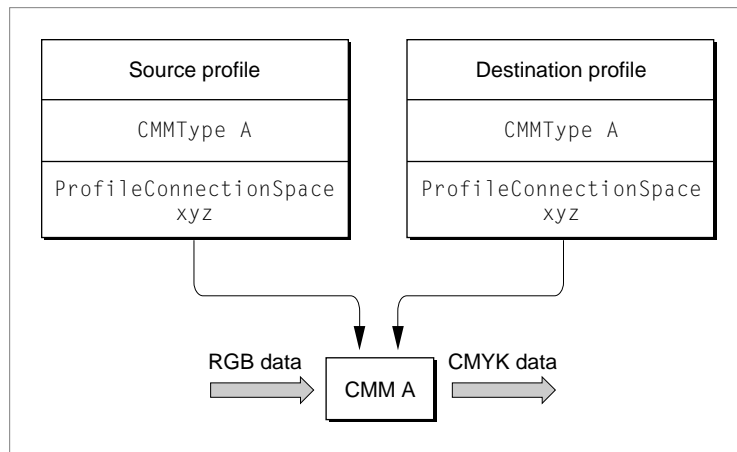 Source profile
CMMType A
ProfileConnectionSpace
xyz
Destination profile
CMMType A
ProfileConnectionSpace
xyz
RGB data
CMM A
CMYK data